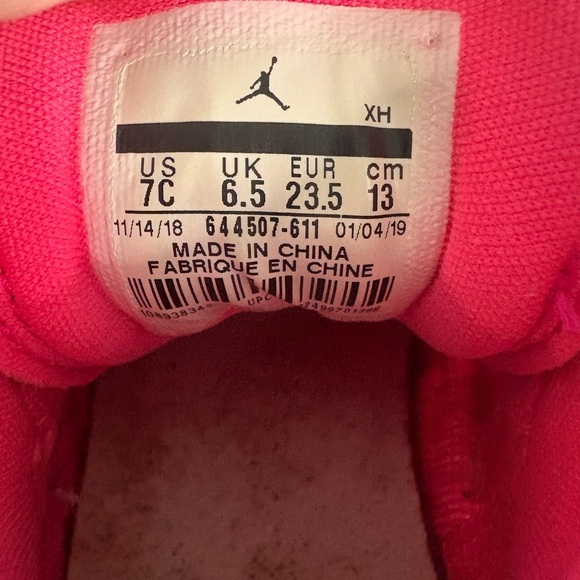 XH
US UK EUR cm
7C 6.5 23.5 13
11/14/18 644507-611 01/04/19
MADE IN CHINA
FABRIQUE EN CHINE